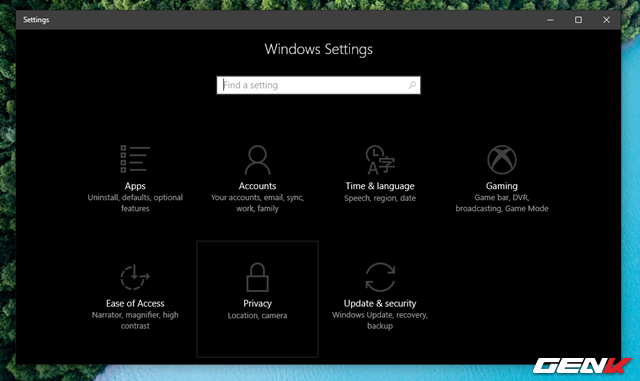 Settings
Windows Settings
Find a setting
Apps
Uninstall, defaults, optional
features
Accounts
Your accounts, email, sync,
work, family
Time & language
Speech, region, date
Gaming
Game bar, DVR,
broadcasting, Game Mode
Ease of Access
Narrator, magnifier, high
contrast
Privacy
Location, camera
Update & security
Windows Update, recovery,
backup
GENK